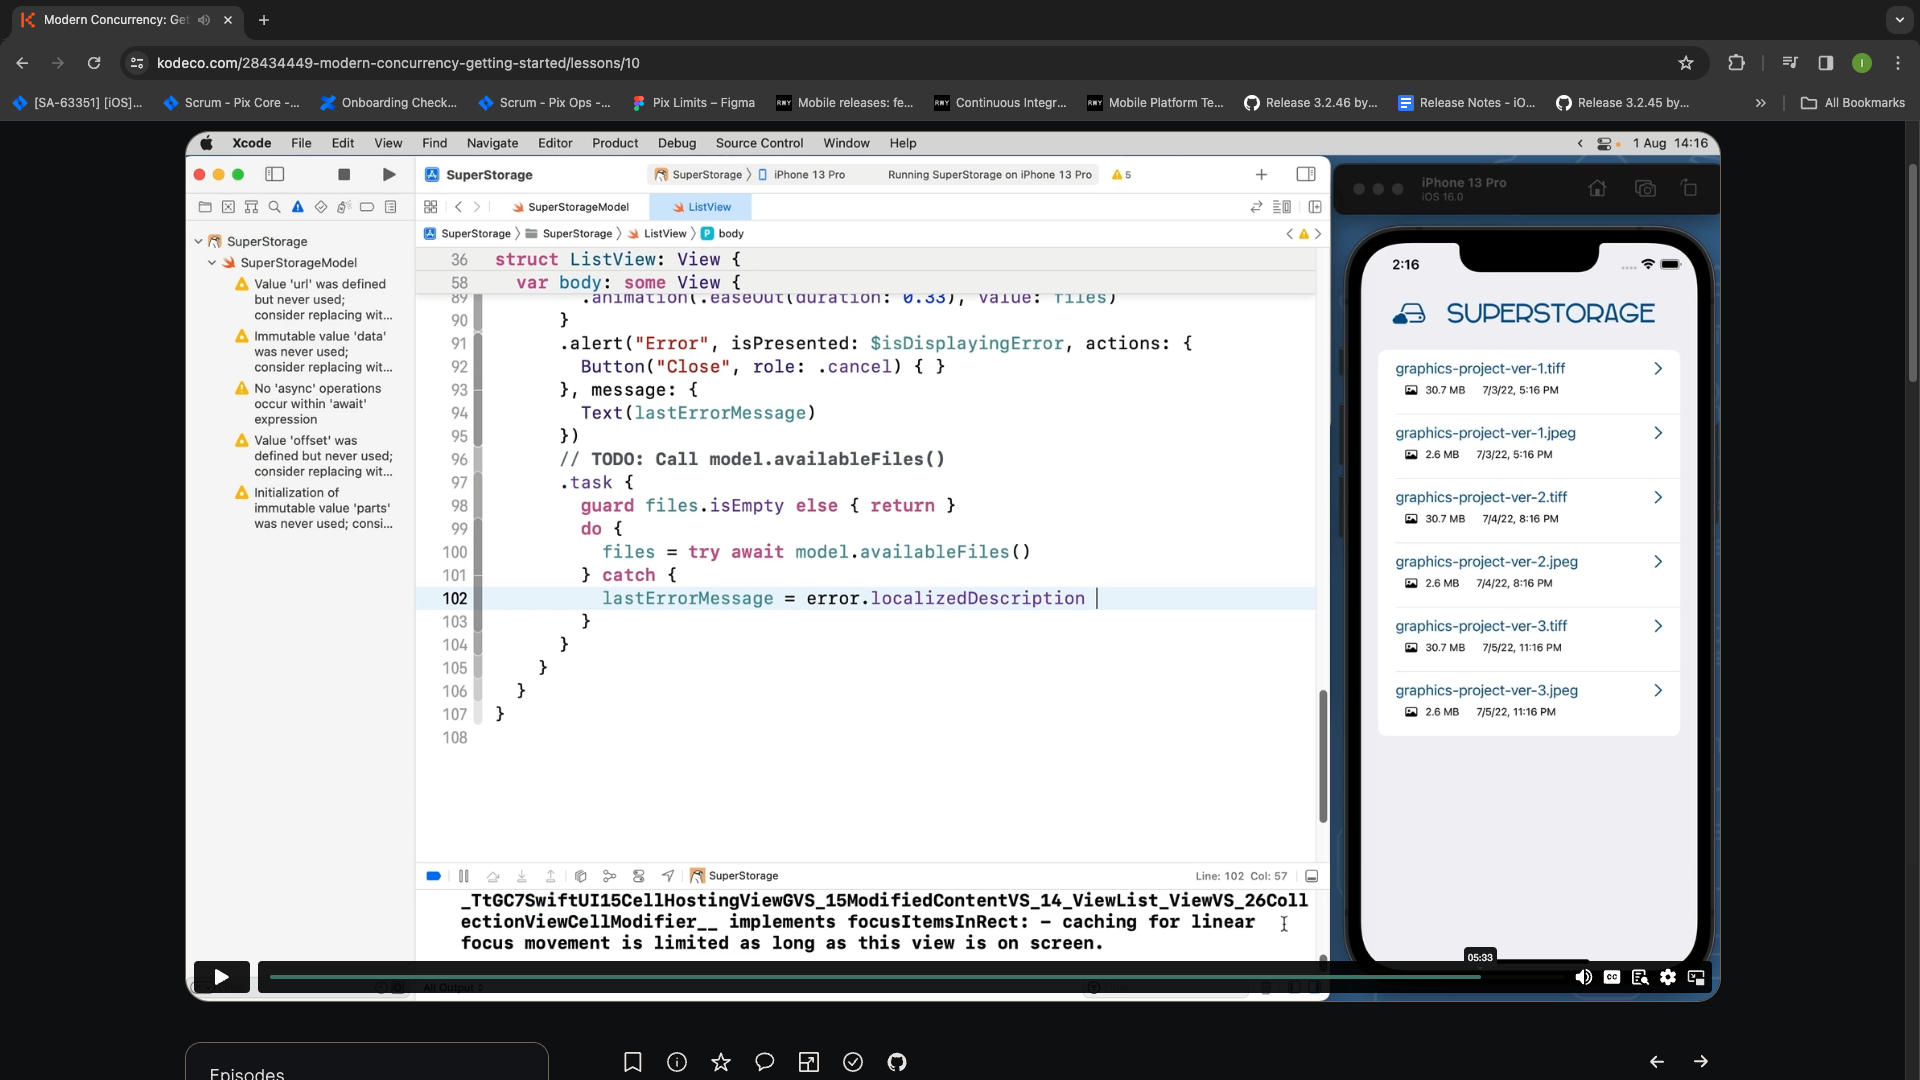 Modern Concurrency: Get
kodeco.com/28434449-modern-concurrency-getting-started/lessons/10
[SA-63351] [iOS]...
Scrum - Pix Core -...
Onboarding Check...
Scrum - Pix Ops -...
Pix Limits – Figma
RWY Mobile releases: fe...
RWY Continuous Integr...
RWY Mobile Platform Te...
Release 3.2.46 by...
Release Notes - iO...
Release 3.2.45 by...
All Bookmarks
Xcode File Edit View Find Navigate Editor Product Debug Source Control Window Help
1 Aug 14:16
SuperStorage
SuperStorage 〉 iPhone 13 Pro
Running SuperStorage on iPhone 13 Pro
5
SuperStorageModel
ListView
SuperStorage 〉 SuperStorage 〉 ListView 〉 P body
SuperStorage
SuperStorageModel
Value 'url' was defined
but never used;
consider replacing wit...
Immutable value 'data'
was never used;
consider replacing wit...
No 'async' operations
occur within 'await'
expression
Value 'offset' was
defined but never used;
consider replacing wit...
Initialization of
immutable value 'parts'
was never used; consi...
36 struct ListView: View {
58 var body: some View {
89 .animation(.easeOut(duration: 0.33), value: files)
90 }
91 .alert("Error", isPresented: $isDisplayingError, actions: {
92 Button("Close", role: .cancel) { }
93 }, message: {
94 Text(lastErrorMessage)
95 })
96 // TODO: Call model.availableFiles()
97 .task {
98 guard files.isEmpty else { return }
99 do {
100 files = try await model.availableFiles()
101 } catch {
102 lastErrorMessage = error.localizedDescription
103 }
104 }
105 }
106 }
107 }
108
SuperStorage
Line: 102 Col: 57
_TtGC7SwiftUI15CellHostingViewGVS_15ModifiedContentVS_14_ViewList_ViewVS_26Coll
ectionViewCellModifier__ implements focusItemsInRect: - caching for linear
focus movement is limited as long as this view is on screen.
All Output
iPhone 13 Pro
iOS 16.0
2:16
SUPERSTORAGE
graphics-project-ver-1.tiff
30.7 MB 7/3/22, 5:16 PM
graphics-project-ver-1.jpeg
2.6 MB 7/3/22, 5:16 PM
graphics-project-ver-2.tiff
30.7 MB 7/4/22, 8:16 PM
graphics-project-ver-2.jpeg
2.6 MB 7/4/22, 8:16 PM
graphics-project-ver-3.tiff
30.7 MB 7/5/22, 11:16 PM
graphics-project-ver-3.jpeg
2.6 MB 7/5/22, 11:16 PM
05:33
CC
Episodes